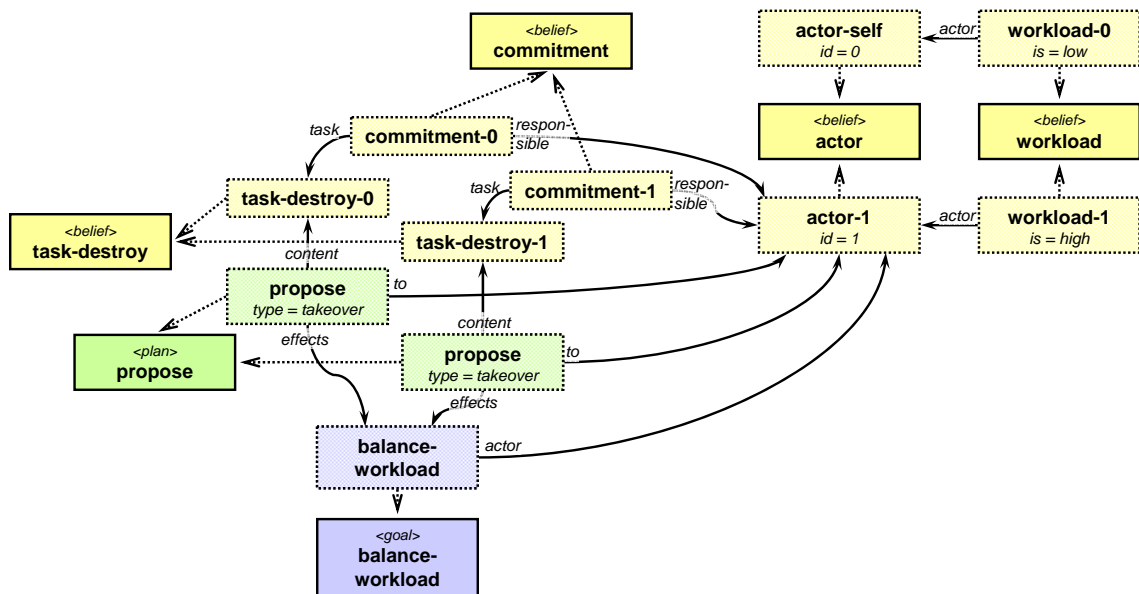 <belief>
commitment
actor-self
id = 0
actor
workload-0
is = low
<belief>
actor
<belief>
workload
task
commitment-0
respon-
sible
task
commitment-1
respon-
sible
task-destroy-0
task-destroy-1
actor-1
id = 1
actor
workload-1
is = high
<belief>
task-destroy
content
propose
type = takeover
to
content
effects
<plan>
propose
propose
type = takeover
to
effects
balance-
workload
actor
<goal>
balance-
workload